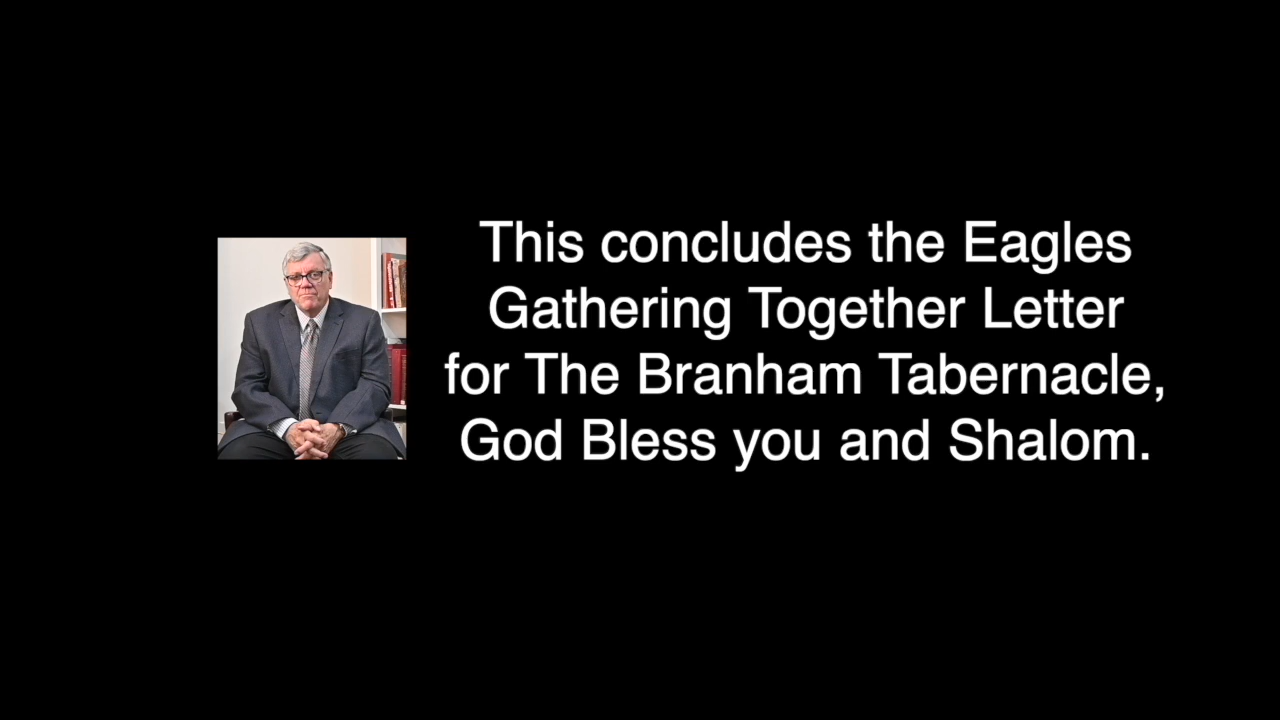 This concludes the Eagles
Gathering Together Letter
for The Branham Tabernacle,
God Bless you and Shalom.